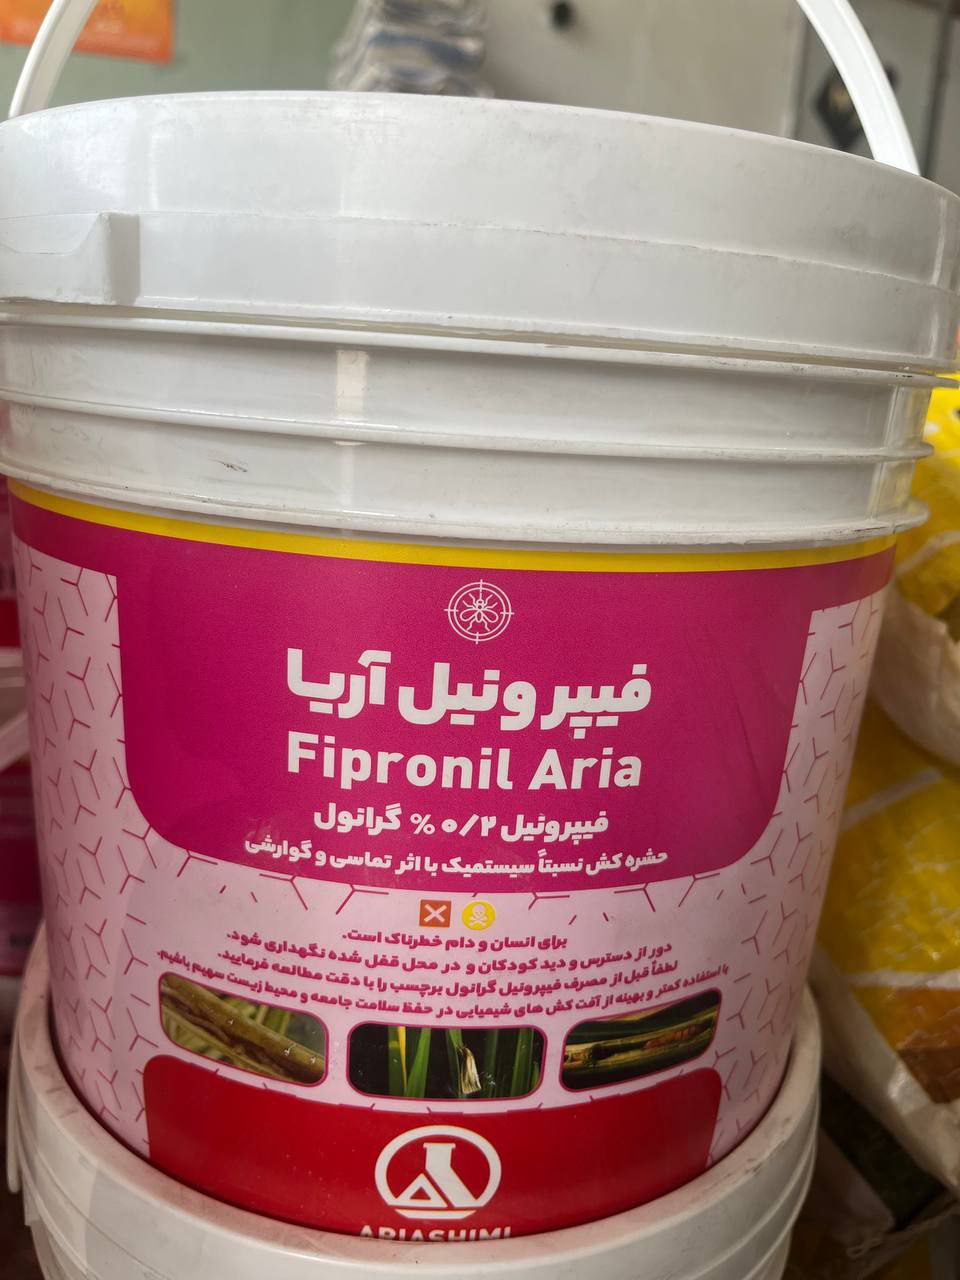 فیپرونیل آریا
Fipronil Aria
فیپرونیل ۰/۲ % گرانول
حشره کش نسبتاً سیستمیک با اثر تماسی و گوارشی
برای انسان و دام خطرناک است.
دور از دسترس و دید کودکان و در محل قفل شده نگهداری شود.
لطفاً قبل از مصرف فیپرونیل گرانول برچسب را با دقت مطالعه فرمایید.
با استفاده کمتر و بهینه از آفت کش های شیمیایی در حفظ سلامت جامعه و محیط زیست سهیم باشیم.
ARIASHIMI